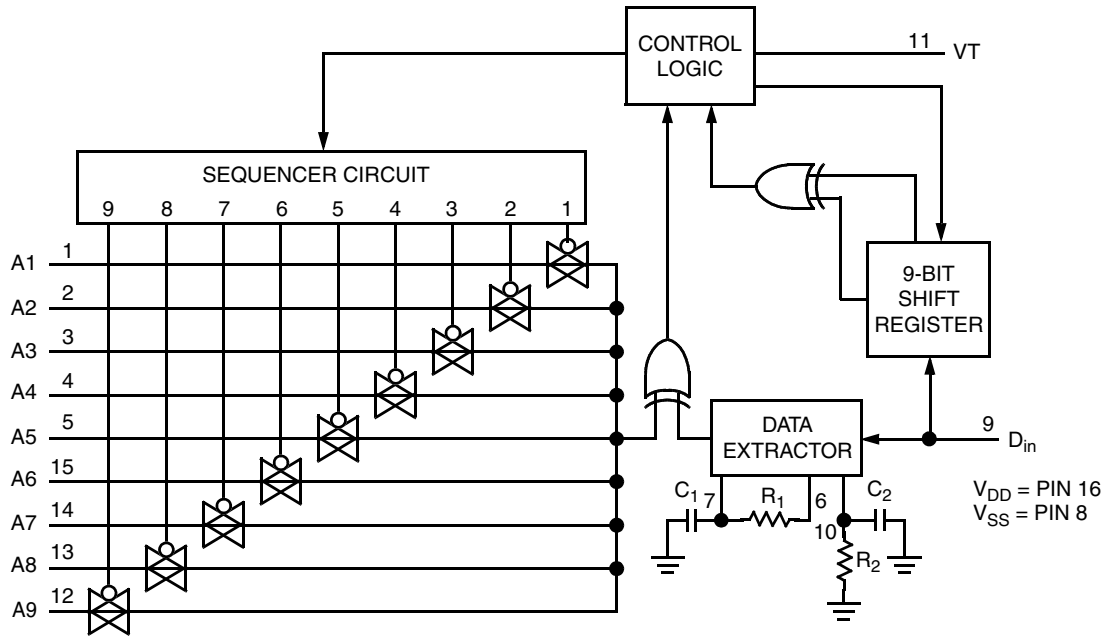 CONTROL
LOGIC
11
VT
SEQUENCER CIRCUIT
9 8 7 6 5 4 3 2 1
A1 1
A2 2
A3 3
A4 4
A5 5
A6 15
A7 14
A8 13
A9 12
9-BIT
SHIFT
REGISTER
DATA
EXTRACTOR
9
Din
C1 7 R1 6 C2
10
R2
VDD = PIN 16
VSS = PIN 8